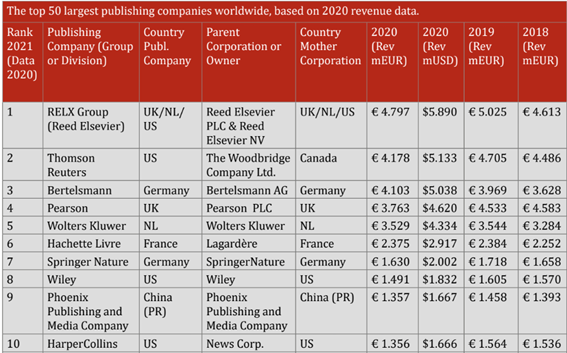 The top 50 largest publishing companies worldwide, based on 2020 revenue data.
Rank 2021 (Data 2020) | Publishing Company (Group or Division) | Country Publ. Company | Parent Corporation or Owner | Country Mother Corporation | 2020 (Rev mEUR) | 2020 (Rev mUSD) | 2019 (Rev mEUR) | 2018 (Rev mEUR)
1 | RELX Group (Reed Elsevier) | UK/NL/US | Reed Elsevier PLC & Reed Elsevier NV | UK/NL/US | € 4.797 | $5.890 | € 5.025 | € 4.613
2 | Thomson Reuters | US | The Woodbridge Company Ltd. | Canada | € 4.178 | $5.133 | € 4.705 | € 4.486
3 | Bertelsmann | Germany | Bertelsmann AG | Germany | € 4.103 | $5.038 | € 3.969 | € 3.628
4 | Pearson | UK | Pearson PLC | UK | € 3.763 | $4.620 | € 4.533 | € 4.583
5 | Wolters Kluwer | NL | Wolters Kluwer | NL | € 3.529 | $4.334 | € 3.544 | € 3.284
6 | Hachette Livre | France | Lagardère | France | € 2.375 | $2.917 | € 2.384 | € 2.252
7 | Springer Nature | Germany | SpringerNature | Germany | € 1.630 | $2.002 | € 1.718 | € 1.658
8 | Wiley | US | Wiley | US | € 1.491 | $1.832 | € 1.605 | € 1.570
9 | Phoenix Publishing and Media Company | China (PR) | Phoenix Publishing and Media Company | China (PR) | € 1.357 | $1.667 | € 1.458 | € 1.393
10 | HarperCollins | US | News Corp. | US | € 1.356 | $1.666 | € 1.564 | € 1.536